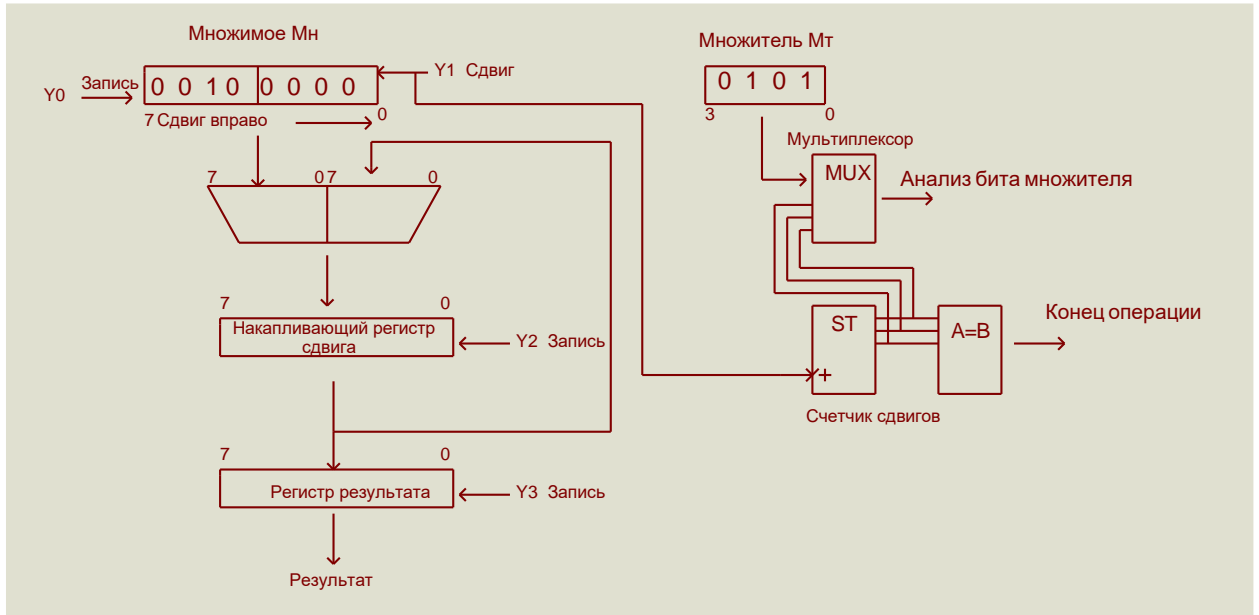 Множимое Мн
Множитель Мт
Y0 Запись 0 0 1 0 0 0 0 0 Y1 Сдвиг
0 1 0 1
7 Сдвиг вправо 0
3 0
Мультиплексор
MUX
Анализ бита множителя
7 0 7 0
7 0
Накапливающий регистр
сдвига
Y2 Запись
ST
A=B
Конец операции
+
Счетчик сдвигов
7 0
Регистр результата
Y3 Запись
Результат